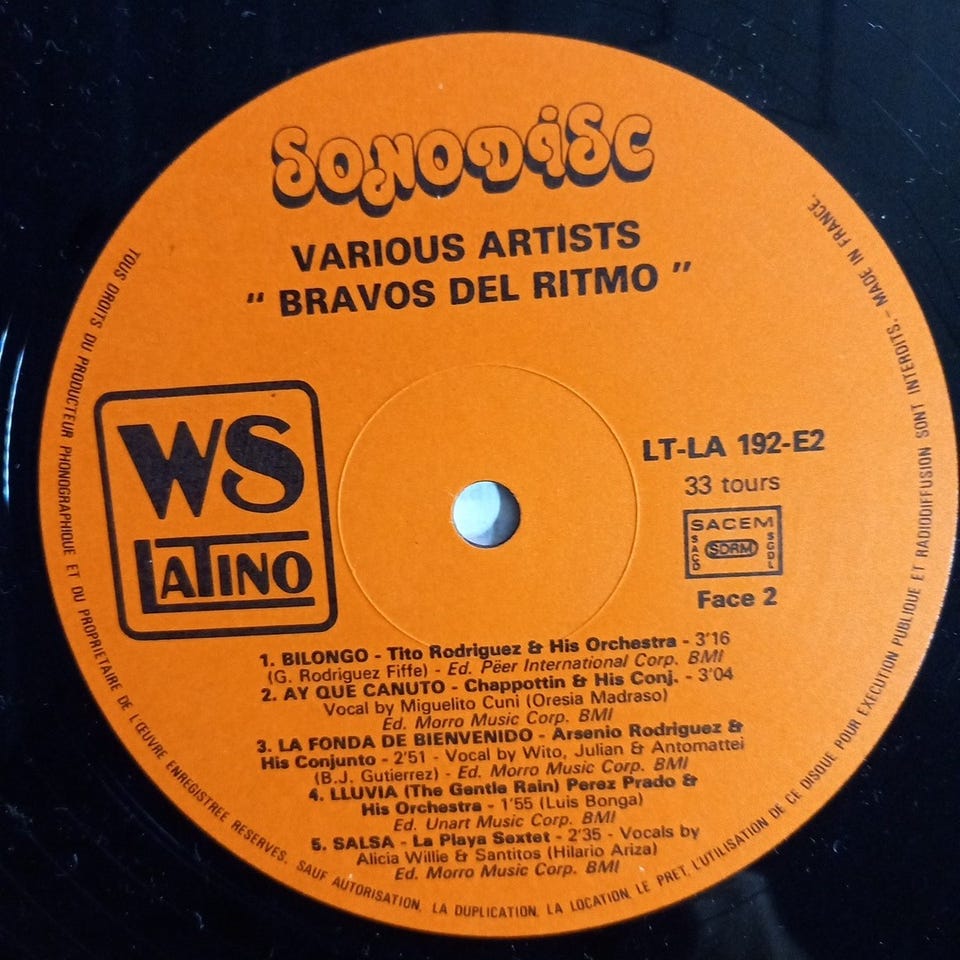 SONODISC
VARIOUS ARTISTS
" BRAVOS DEL RITMO "
WS
LATINO
LT-LA 192-E2
33 tours
SACEM
SACD
SDRM
SGDL
Face 2
1. BILONGO - Tito Rodriguez & His Orchestra - 3'16
(G. Rodriguez Fiffe) - Ed. Pëer International Corp. BMI
2. AY QUE CANUTO - Chappottin & His Conj. - 3'04
Vocal by Miguelito Cuni (Oresia Madraso)
Ed. Morro Music Corp. BMI
3. LA FONDA DE BIENVENIDO - Arsenio Rodriguez &
His Conjunto - 2'51 - Vocal by Wito, Julian & Antomattei
(B.J. Gutierrez) - Ed. Morro Music Corp. BMI
4. LLUVIA (The Gentle Rain) Perez Prado &
His Orchestra - 1'55 (Luis Bonga)
Ed. Unart Music Corp. BMI
5. SALSA - La Playa Sextet - 2'35 - Vocals by
Alicia Willie & Santitos (Hilario Ariza)
Ed. Morro Music Corp. BMI
TOUS DROITS DU PRODUCTEUR PHONOGRAPHIQUE ET DU PROPRIETAIRE DE L'ŒUVRE ENREGISTREE RESERVES. SAUF AUTORISATION, LA DUPLICATION, LA LOCATION, LE PRET, L'UTILISATION DE CE DISQUE POUR EXECUTION PUBLIQUE ET RADIODIFFUSION SONT INTERDITS. - MADE IN FRANCE.